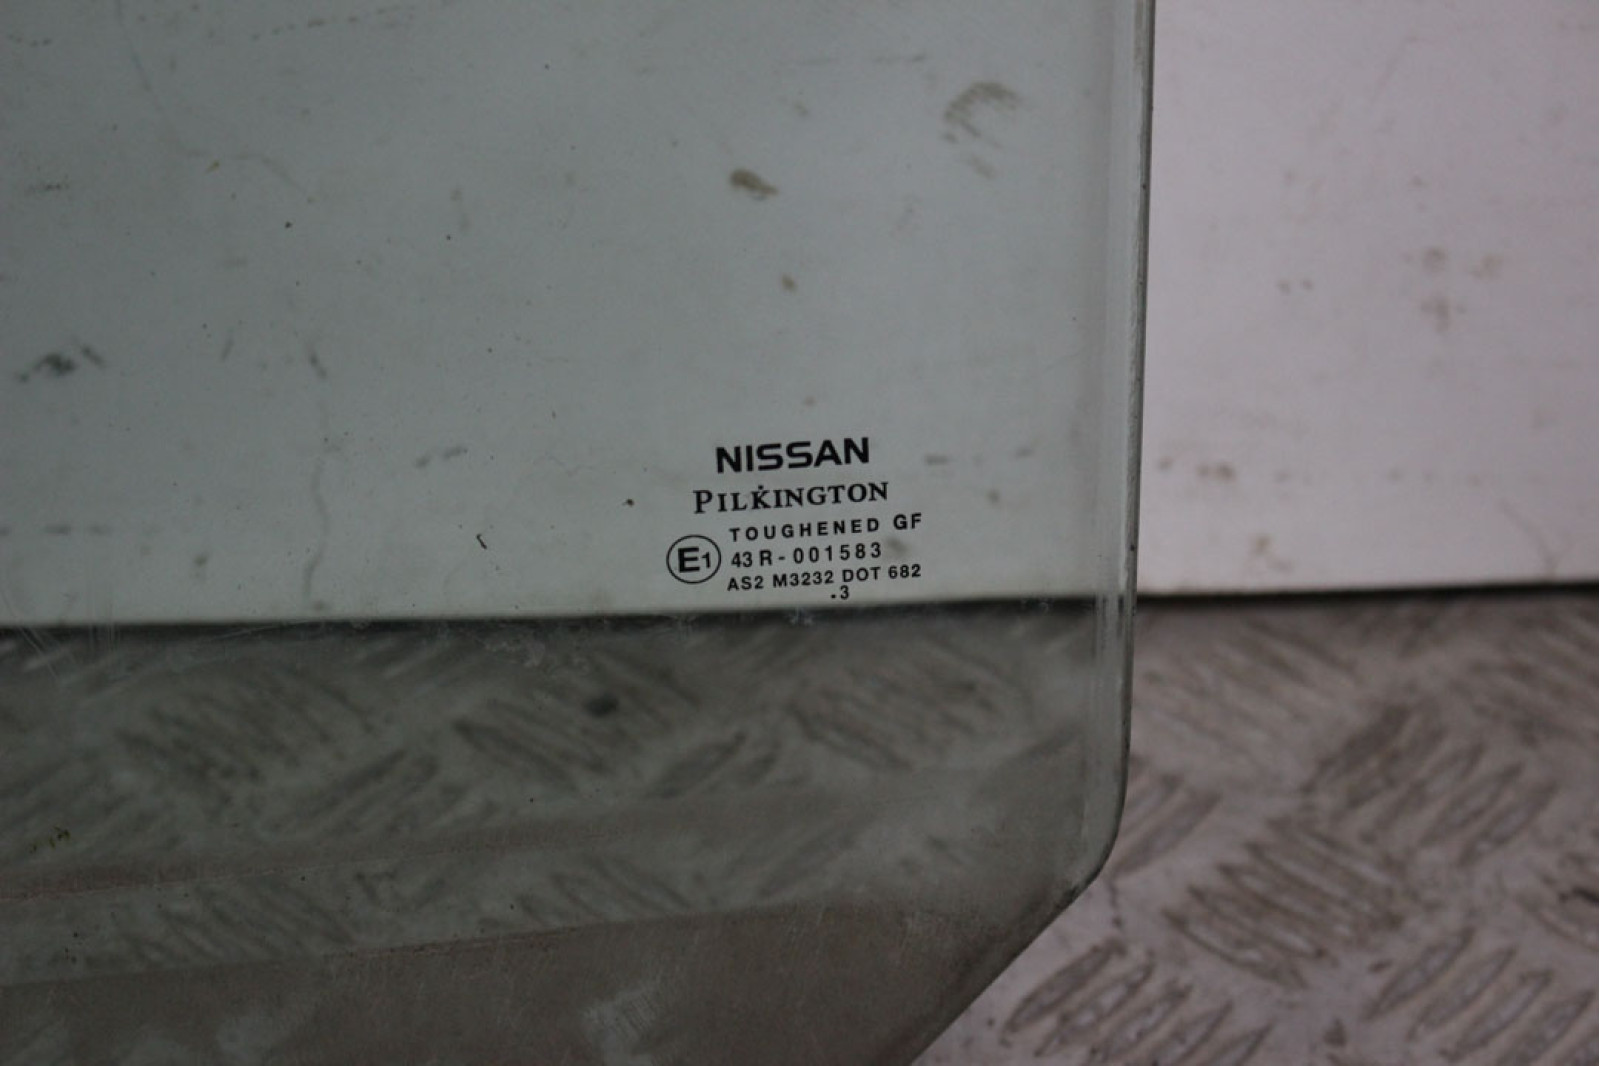 NISSAN
PILKINGTON
TOUGHENED GF
E1 43R-001583
AS2 M3232 DOT 682
.3